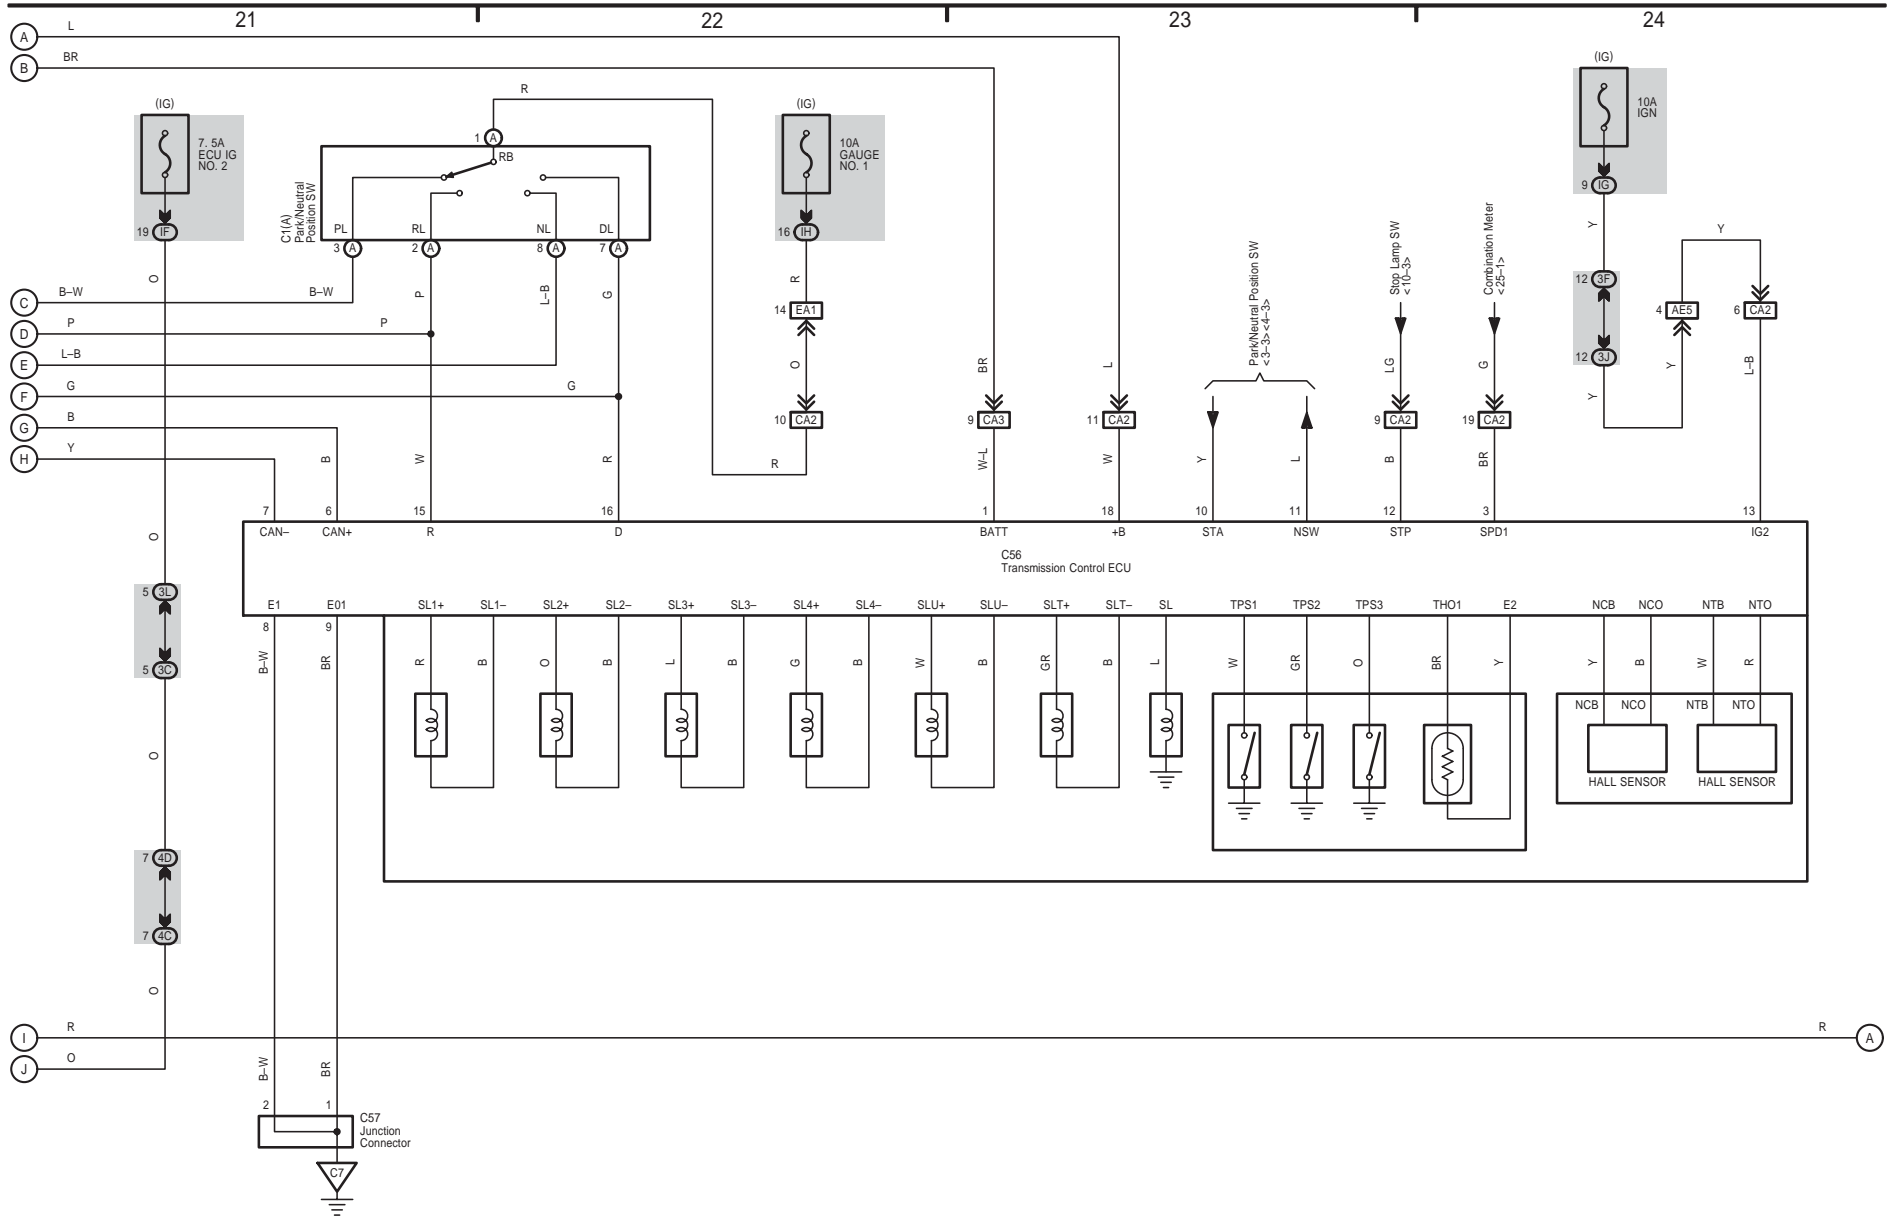 21 22 23 24
A L
B BR
(IG)
7. 5A
ECU IG
NO. 2
19 IF
O
R
1 A
RB
C1(A)
Park/Neutral
Position SW
PL RL NL DL
3 A 2 A 8 A 7 A
(IG)
10A
GAUGE
NO. 1
16 IH
R
14 EA1
O
10 CA2
R
(IG)
10A
IGN
9 IG
Y
12 3F
12 3J
Y
Y
Y
4 AE5
6 CA2
L–B
C B–W B–W
D P P
E L–B
F G G
G B
H Y
P
L–B
G
B
W
R
BR
9 CA3
W–L
L
11 CA2
W
Park/Neutral Position SW
<3–3><4–3>
Y
L
Stop Lamp SW
<10–3>
LG
9 CA2
B
Combination Meter
<25–1>
G
19 CA2
BR
7 6 15 16 1 18 10 11 12 3 13
CAN– CAN+ R D BATT +B STA NSW STP SPD1 IG2
C56
Transmission Control ECU
E1 E01 SL1+ SL1– SL2+ SL2– SL3+ SL3– SL4+ SL4– SLU+ SLU– SLT+ SLT– SL TPS1 TPS2 TPS3 THO1 E2 NCB NCO NTB NTO
8 9
B–W BR R B O B L B G B W B GR B L W GR O BR Y Y B W R
NCB NCO NTB NTO
HALL SENSOR HALL SENSOR
O
5 3L
5 3C
O
7 4D
7 4C
O
I R R A
J O
B–W BR
2 1
C57
Junction
Connector
C7